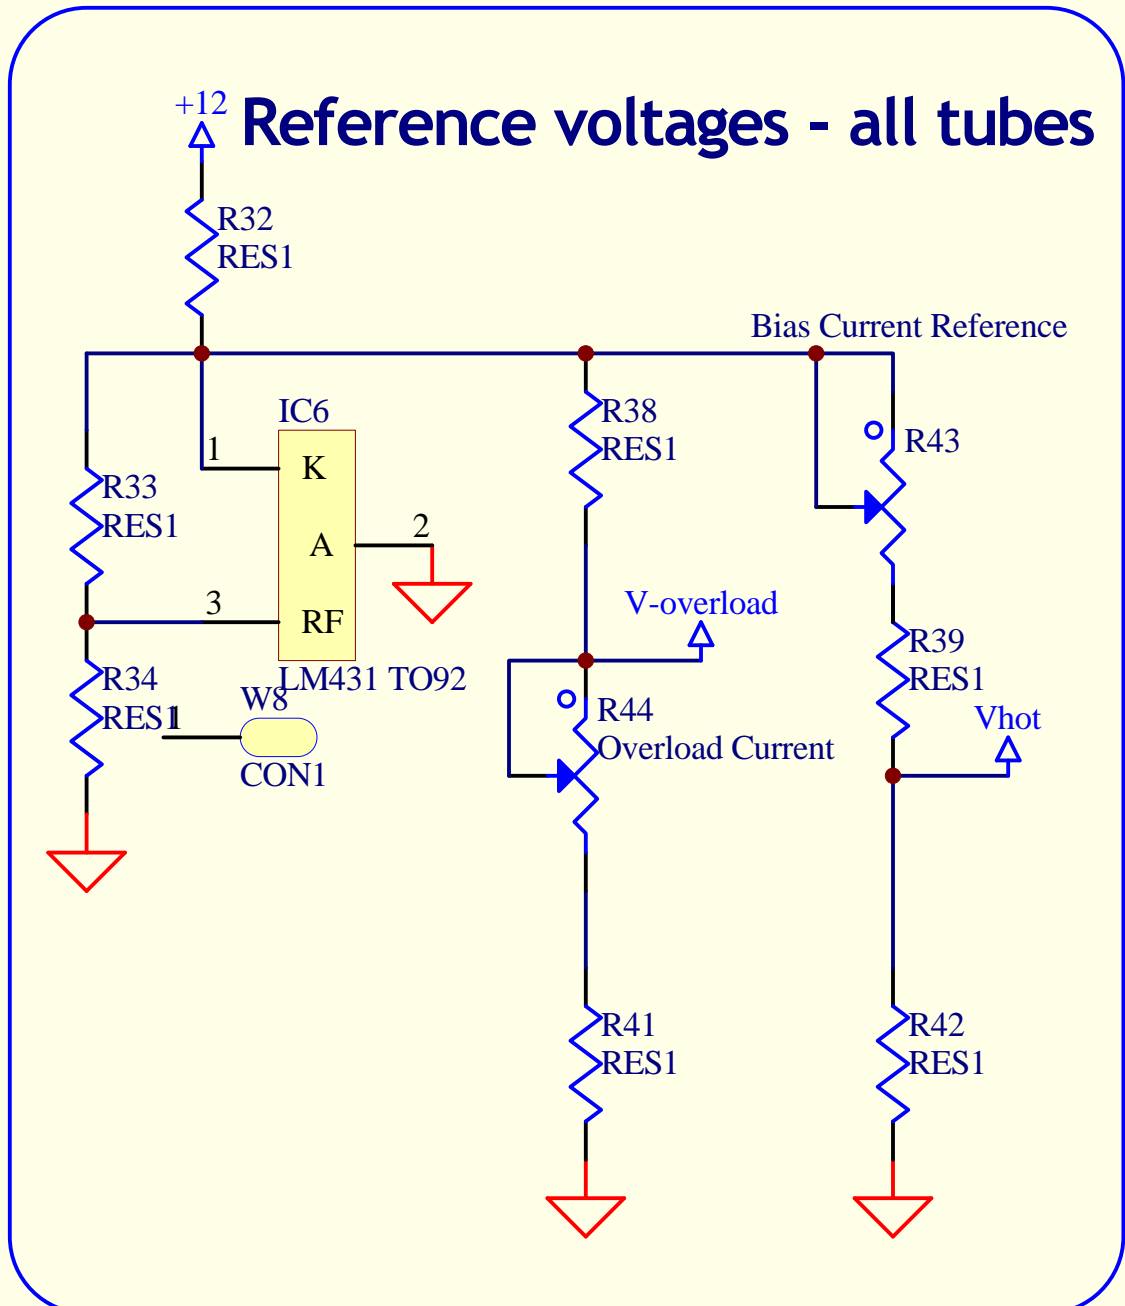 +12
Reference voltages - all tubes
R32
RES1
Bias Current Reference
IC6
R38
RES1
R43
1
K
R33
RES1
2
A
3
RF
V-overload
R39
RES1
LM431 TO92
R34
RES1
W8
1
CON1
R44
Overload Current
Vhot
R41
RES1
R42
RES1